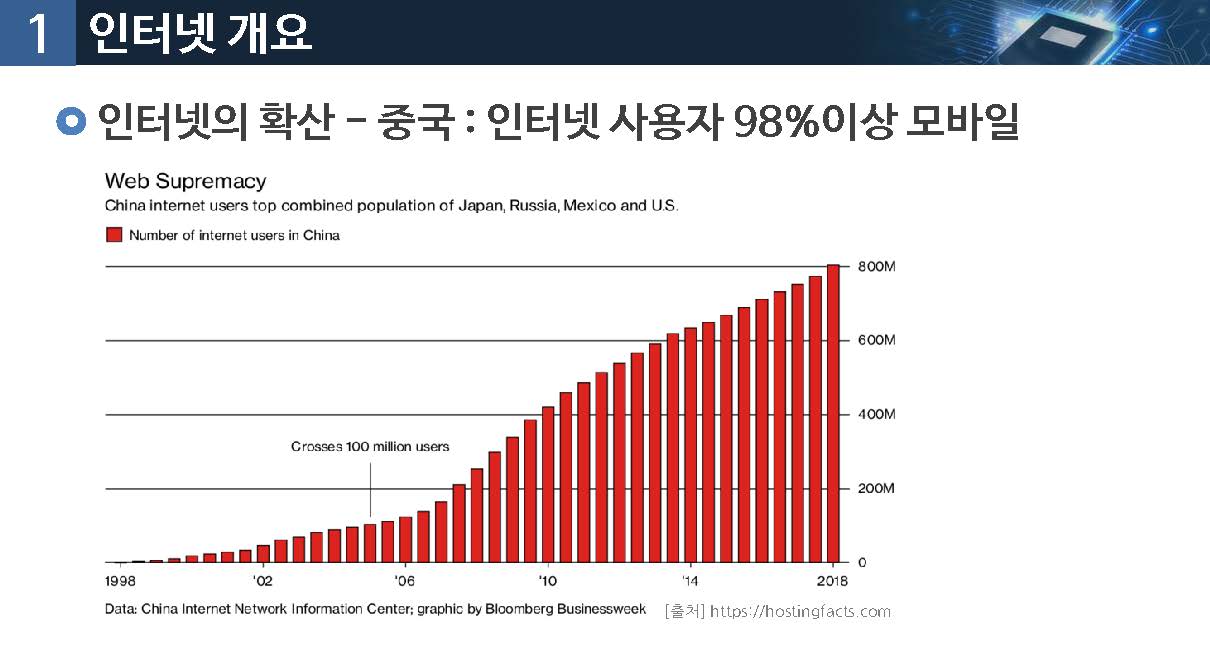 1 인터넷 개요
인터넷의 확산 – 중국 : 인터넷 사용자 98%이상 모바일
Web Supremacy
China internet users top combined population of Japan, Russia, Mexico and U.S.
Number of internet users in China
800M
600M
400M
Crosses 100 million users
200M
0
1998 '02 '06 '10 '14 2018
Data: China Internet Network Information Center; graphic by Bloomberg Businessweek [출처] https://hostingfacts.com